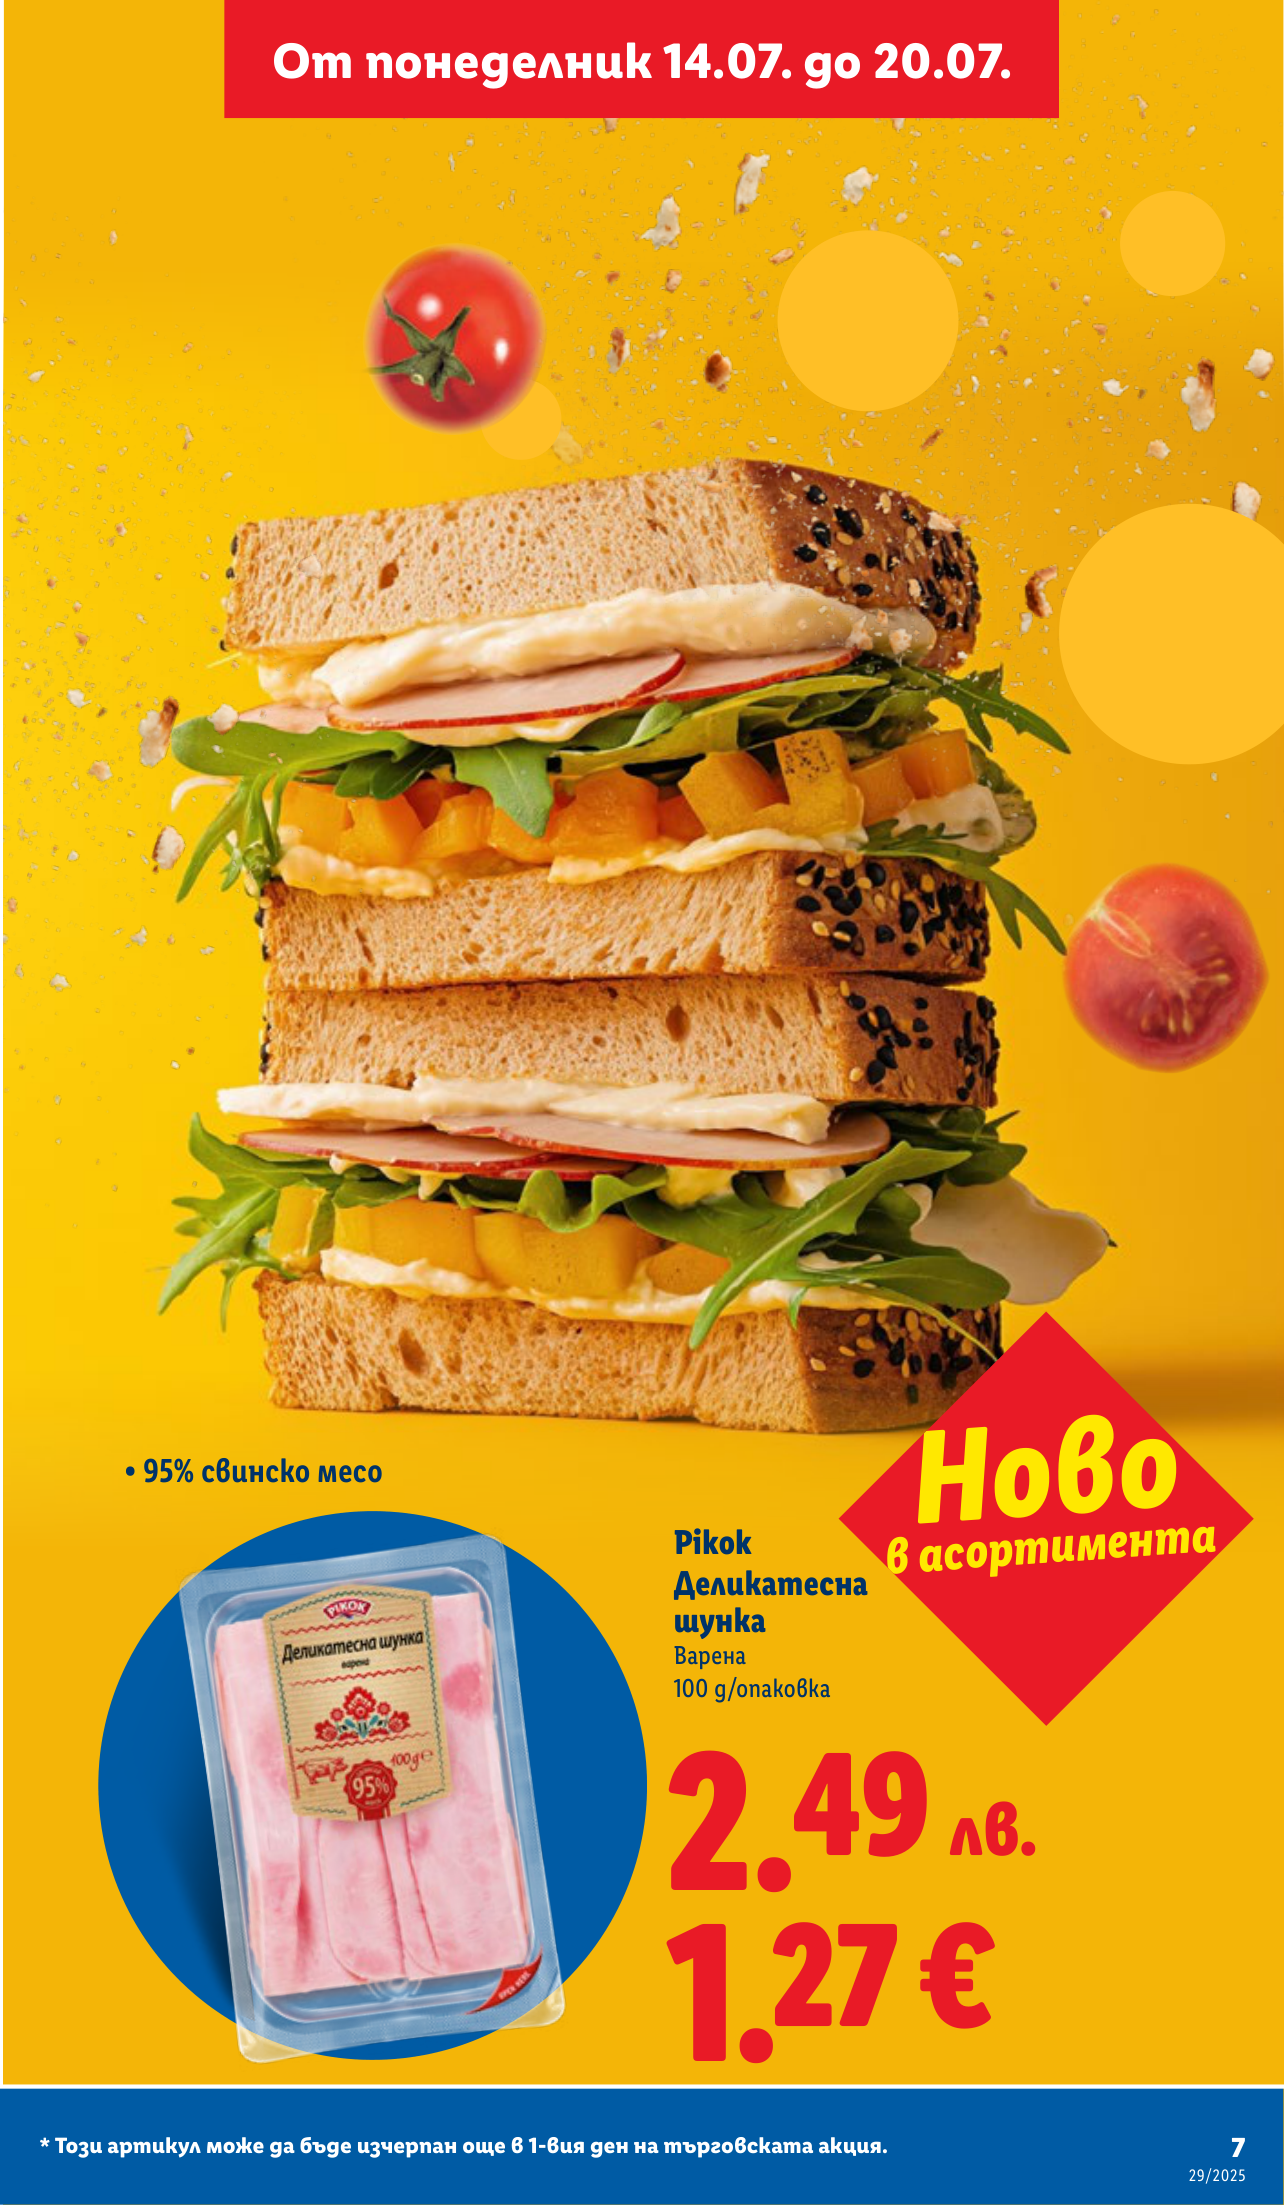 От понеделник 14.07. до 20.07.
• 95% свинско месо
Ново
в асортимента
Pikok
Деликатесна
шунка
Варена
100 g/опаковка
PIKOK
Деликатесна шунка
варена
100g℮
95%
OPEN HERE
2.49 лв.
1.27 €
* Този артикул може да бъде изчерпан още в 1-вия ден на търговската акция.
7
29/2025